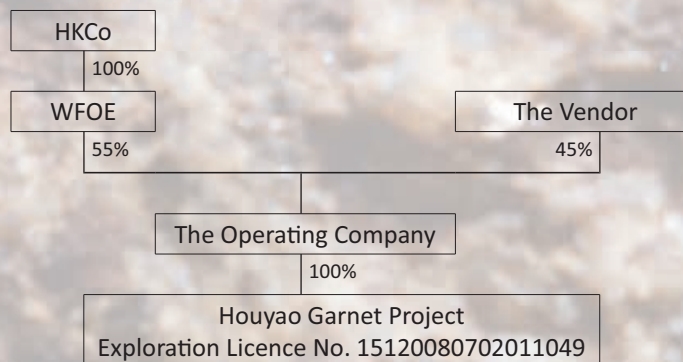 HKCo
100%
WFOE
The Vendor
55%
45%
The Operating Company
100%
Houyao Garnet Project
Exploration Licence No. 15120080702011049